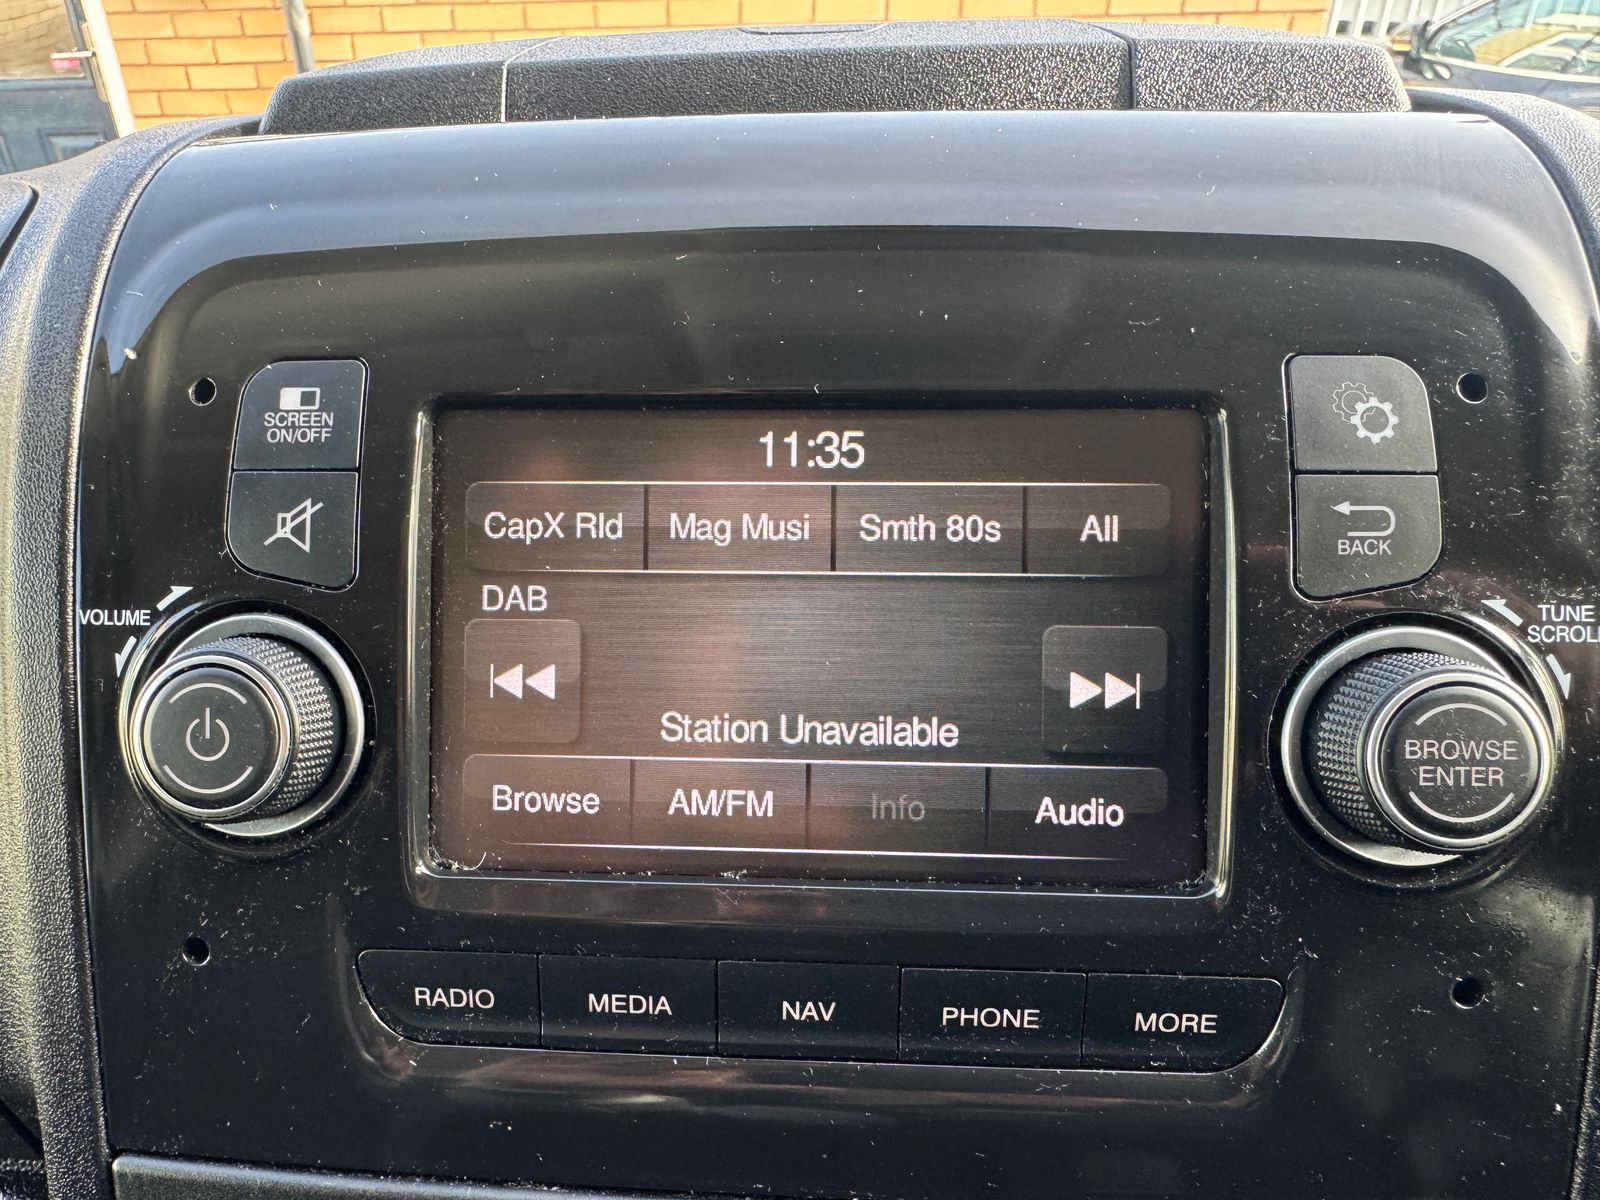 11:35
SCREEN
ON/OFF
CapX Rld
Mag Musi
Smth 80s
All
BACK
DAB
VOLUME
TUNE
SCROLL
Station Unavailable
BROWSE
ENTER
Browse
AM/FM
Info
Audio
RADIO
MEDIA
NAV
PHONE
MORE